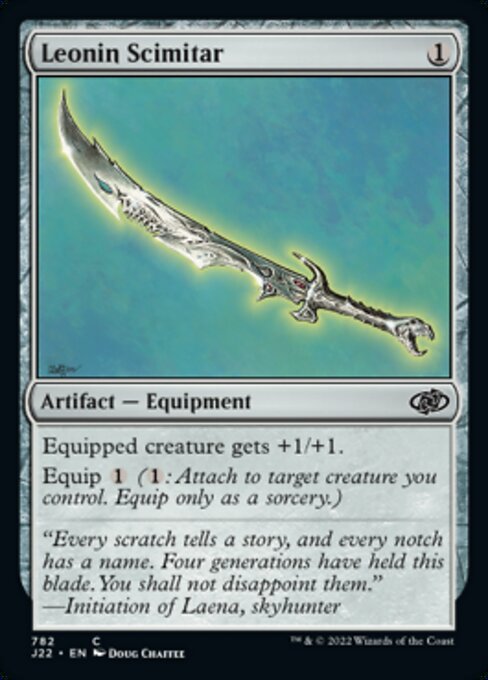 Leonin Scimitar 1
Artifact — Equipment
Equipped creature gets +1/+1.
Equip 1 (1: Attach to target creature you
control. Equip only as a sorcery.)
“Every scratch tells a story, and every notch
has a name. Four generations have held this
blade. You shall not disappoint them.”
—Initiation of Laena, skyhunter
782 C
J22 • EN Doug Chaffee
™ & © 2022 Wizards of the Coast